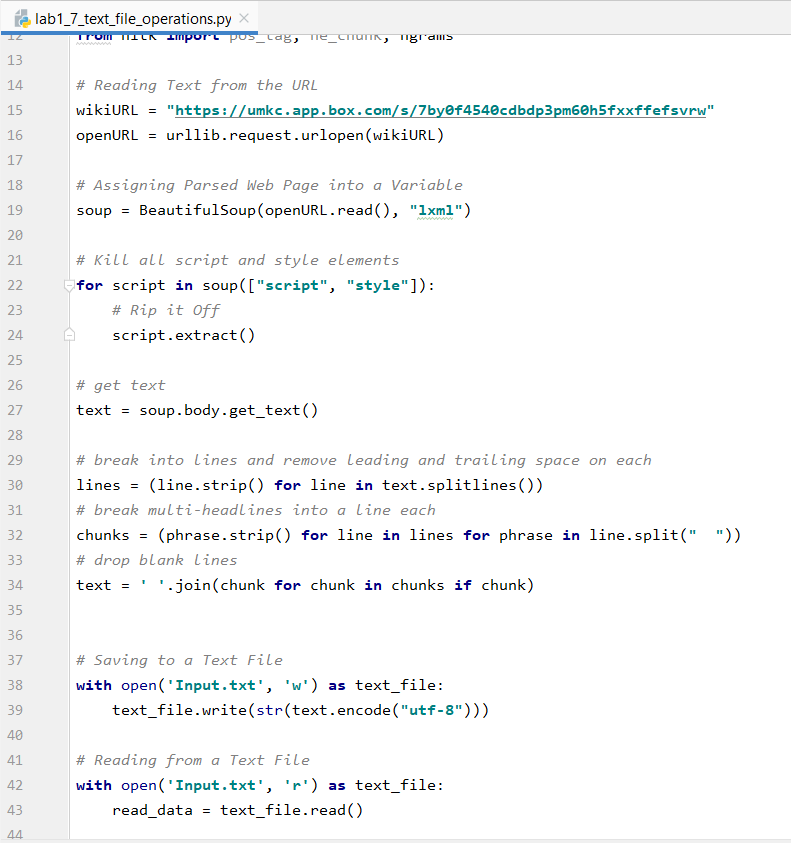 lab1_7_text_file_operations.py
12 from nltk import pos_tag, ne_chunk, ngrams
13
14 # Reading Text from the URL
15 wikiURL = "https://umkc.app.box.com/s/7by0f4540cdbdp3pm60h5fxxffefsvrw"
16 openURL = urllib.request.urlopen(wikiURL)
17
18 # Assigning Parsed Web Page into a Variable
19 soup = BeautifulSoup(openURL.read(), "lxml")
20
21 # Kill all script and style elements
22 for script in soup(["script", "style"]):
23     # Rip it Off
24     script.extract()
25
26 # get text
27 text = soup.body.get_text()
28
29 # break into lines and remove leading and trailing space on each
30 lines = (line.strip() for line in text.splitlines())
31 # break multi-headlines into a line each
32 chunks = (phrase.strip() for line in lines for phrase in line.split("  "))
33 # drop blank lines
34 text = ' '.join(chunk for chunk in chunks if chunk)
35
36
37 # Saving to a Text File
38 with open('Input.txt', 'w') as text_file:
39     text_file.write(str(text.encode("utf-8")))
40
41 # Reading from a Text File
42 with open('Input.txt', 'r') as text_file:
43     read_data = text_file.read()
44